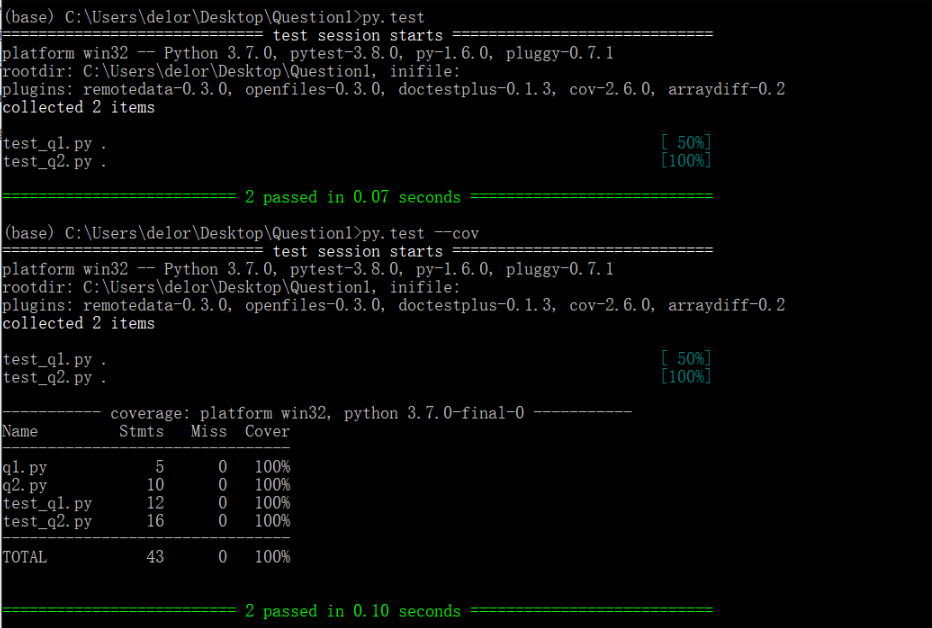 (base) C:\Users\delor\Desktop\Question1>py.test
============================= test session starts =============================
platform win32 -- Python 3.7.0, pytest-3.8.0, py-1.6.0, pluggy-0.7.1
rootdir: C:\Users\delor\Desktop\Question1, inifile:
plugins: remotedata-0.3.0, openfiles-0.3.0, doctestplus-0.1.3, cov-2.6.0, arraydiff-0.2
collected 2 items
test_q1.py . [ 50%]
test_q2.py . [100%]
========================== 2 passed in 0.07 seconds ===========================
(base) C:\Users\delor\Desktop\Question1>py.test --cov
============================= test session starts =============================
platform win32 -- Python 3.7.0, pytest-3.8.0, py-1.6.0, pluggy-0.7.1
rootdir: C:\Users\delor\Desktop\Question1, inifile:
plugins: remotedata-0.3.0, openfiles-0.3.0, doctestplus-0.1.3, cov-2.6.0, arraydiff-0.2
collected 2 items
test_q1.py . [ 50%]
test_q2.py . [100%]
----------- coverage: platform win32, python 3.7.0-final-0 -----------
Name Stmts Miss Cover
--------------------------------
q1.py 5 0 100%
q2.py 10 0 100%
test_q1.py 12 0 100%
test_q2.py 16 0 100%
--------------------------------
TOTAL 43 0 100%
========================== 2 passed in 0.10 seconds ===========================